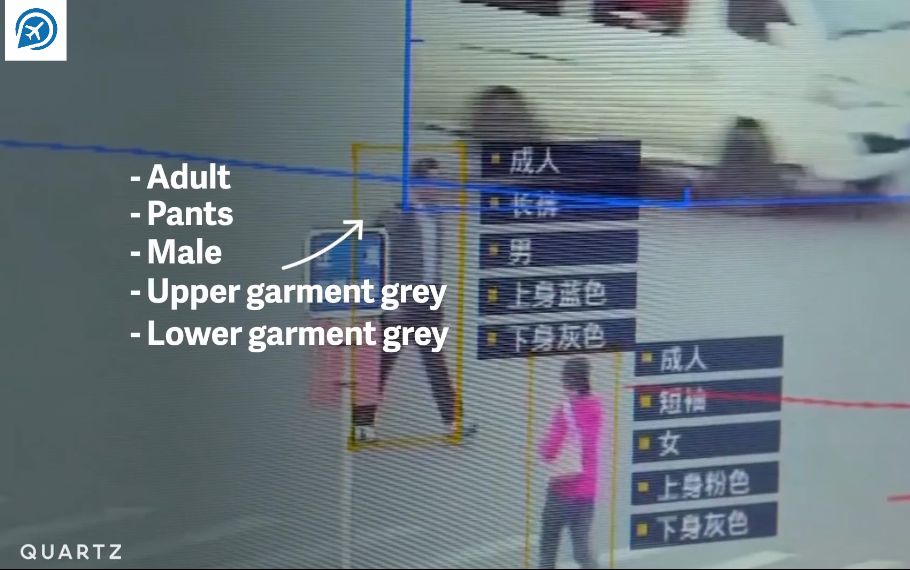 - Adult
- Pants
- Male
- Upper garment grey
- Lower garment grey
成人
长裤
男
上身蓝色
下身灰色
成人
短袖
女
上身粉色
下身灰色
QUARTZ